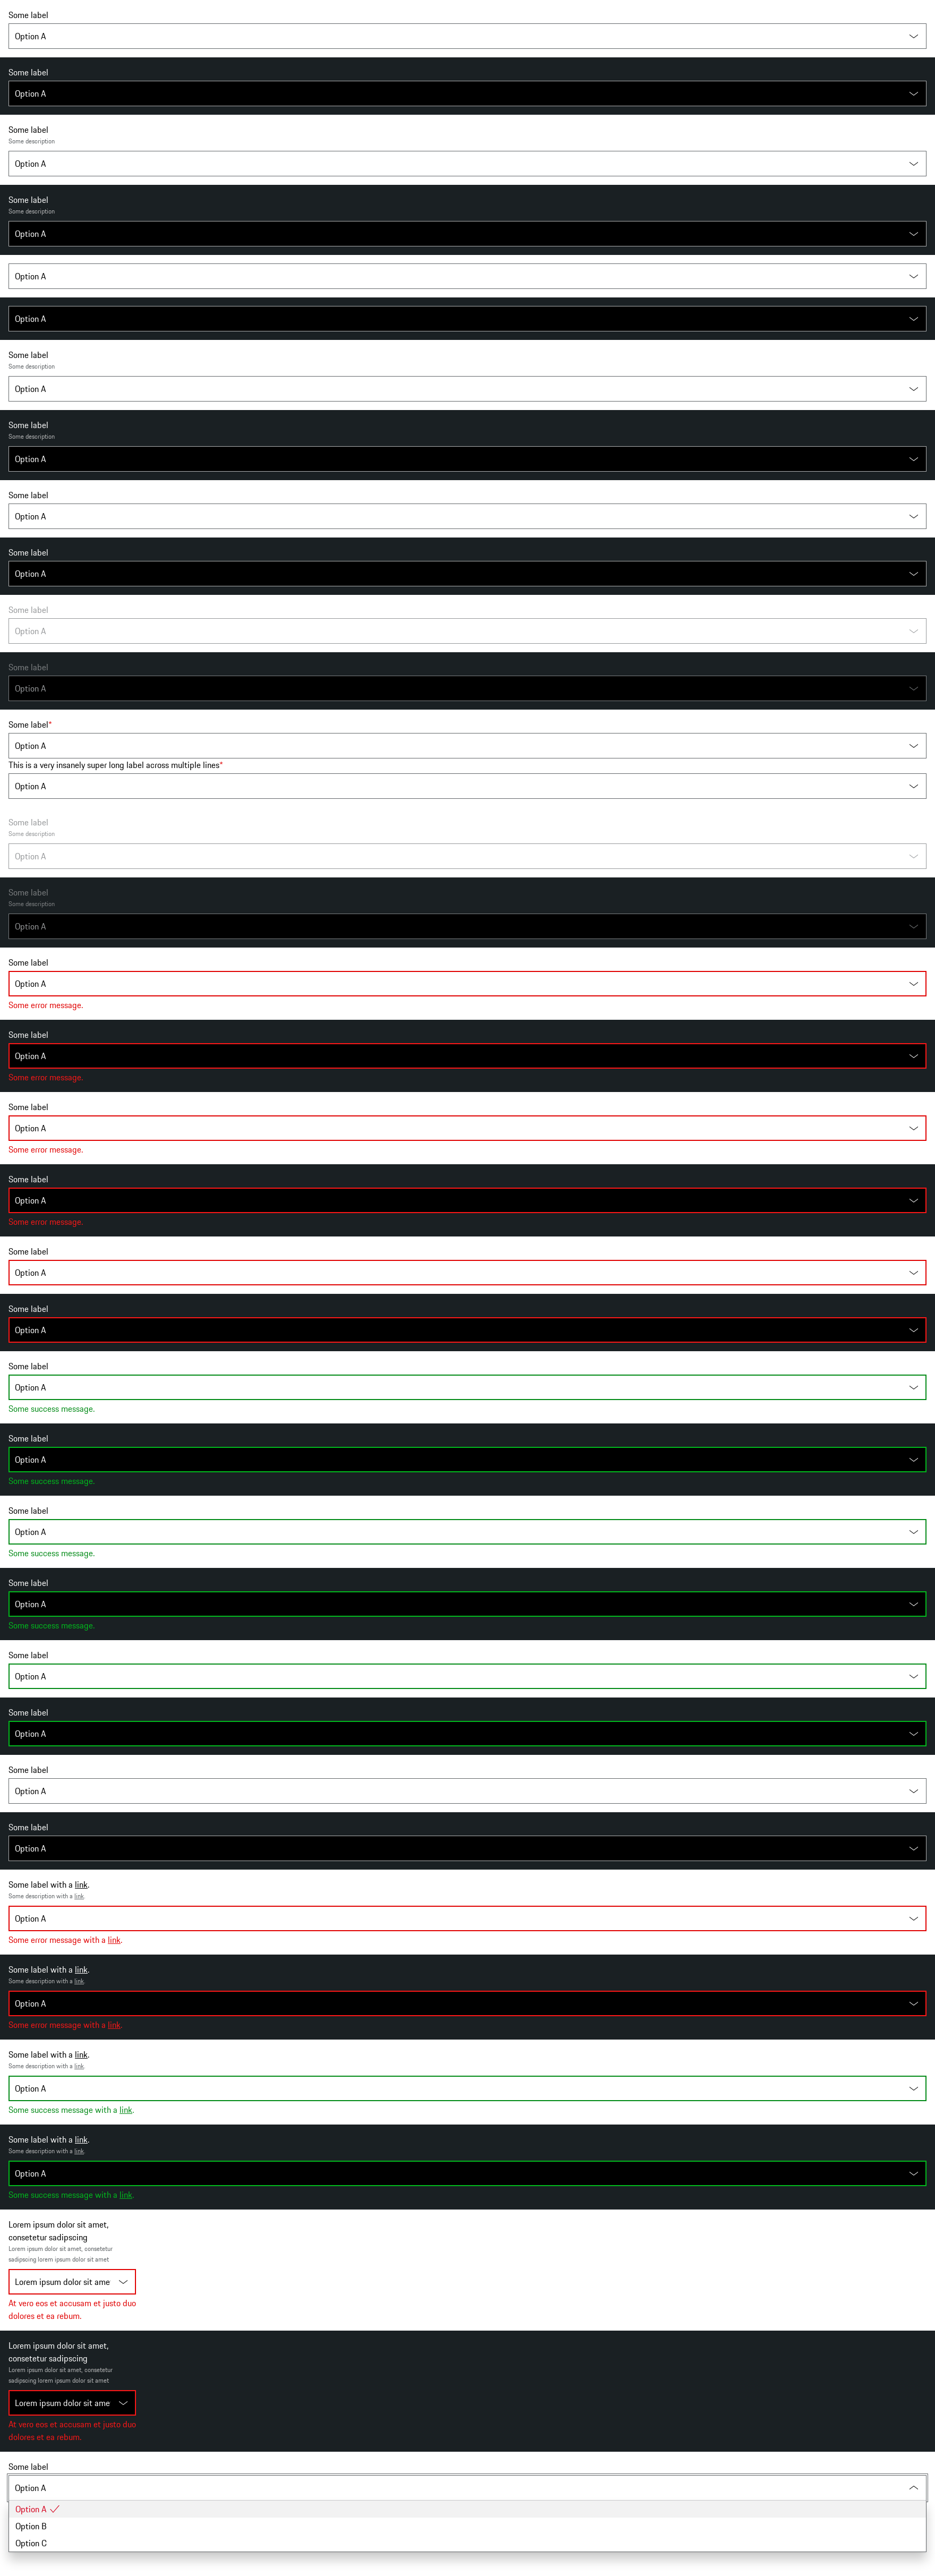 Some label
Option A
Some label
Option A
Some label
Some description
Option A
Some label
Some description
Option A
Option A
Option A
Some label
Some description
Option A
Some label
Some description
Option A
Some label
Option A
Some label
Option A
Some label
Option A
Some label
Option A
Some label*
Option A
This is a very insanely super long label across multiple lines*
Option A
Some label
Some description
Option A
Some label
Some description
Option A
Some label
Option A
Some error message.
Some label
Option A
Some error message.
Some label
Option A
Some error message.
Some label
Option A
Some error message.
Some label
Option A
Some label
Option A
Some label
Option A
Some success message.
Some label
Option A
Some success message.
Some label
Option A
Some success message.
Some label
Option A
Some success message.
Some label
Option A
Some label
Option A
Some label
Option A
Some label
Option A
Some label with a link.
Some description with a link.
Option A
Some error message with a link.
Some label with a link.
Some description with a link.
Option A
Some error message with a link.
Some label with a link.
Some description with a link.
Option A
Some success message with a link.
Some label with a link.
Some description with a link.
Option A
Some success message with a link.
Lorem ipsum dolor sit amet,
consetetur sadipscing
Lorem ipsum dolor sit amet, consetetur
sadipscing lorem ipsum dolor sit amet
Lorem ipsum dolor sit ame
At vero eos et accusam et justo duo
dolores et ea rebum.
Lorem ipsum dolor sit amet,
consetetur sadipscing
Lorem ipsum dolor sit amet, consetetur
sadipscing lorem ipsum dolor sit amet
Lorem ipsum dolor sit ame
At vero eos et accusam et justo duo
dolores et ea rebum.
Some label
Option A
Option A
Option B
Option C